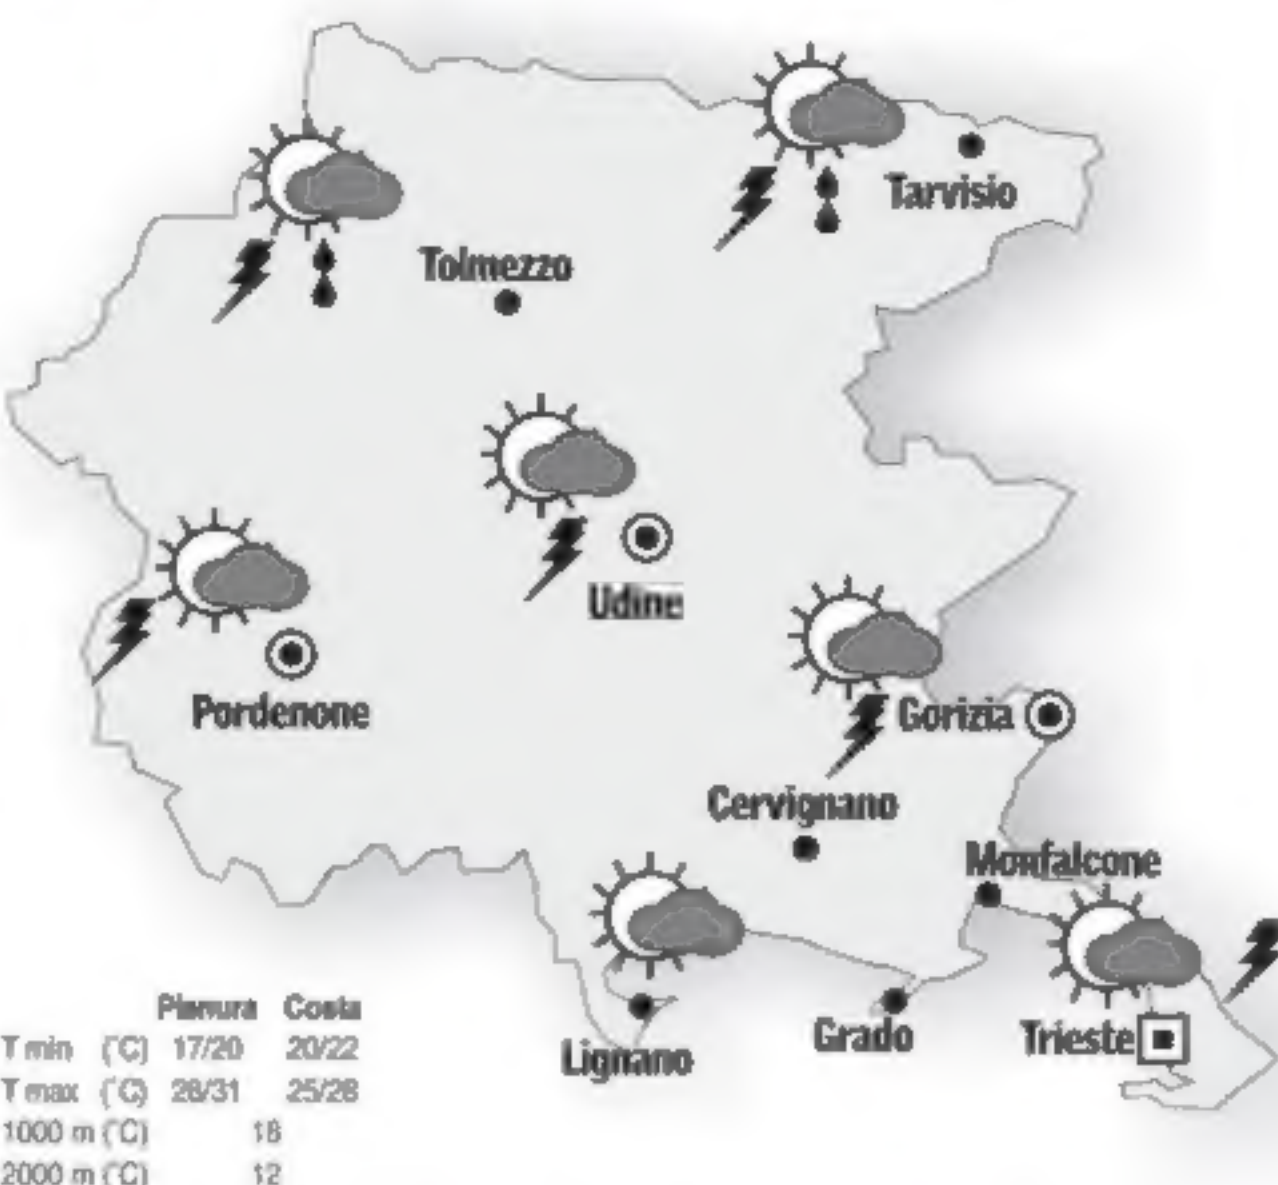 Tarvisio
Tolmezzo
Udine
Pordenone
Gorizia
Cervignano
Monfalcone
Grado
Trieste
Lignano
Pianura Costa
T min (°C) 17/20 20/22
T max (°C) 28/31 25/28
1000 m (°C) 18
2000 m (°C) 12